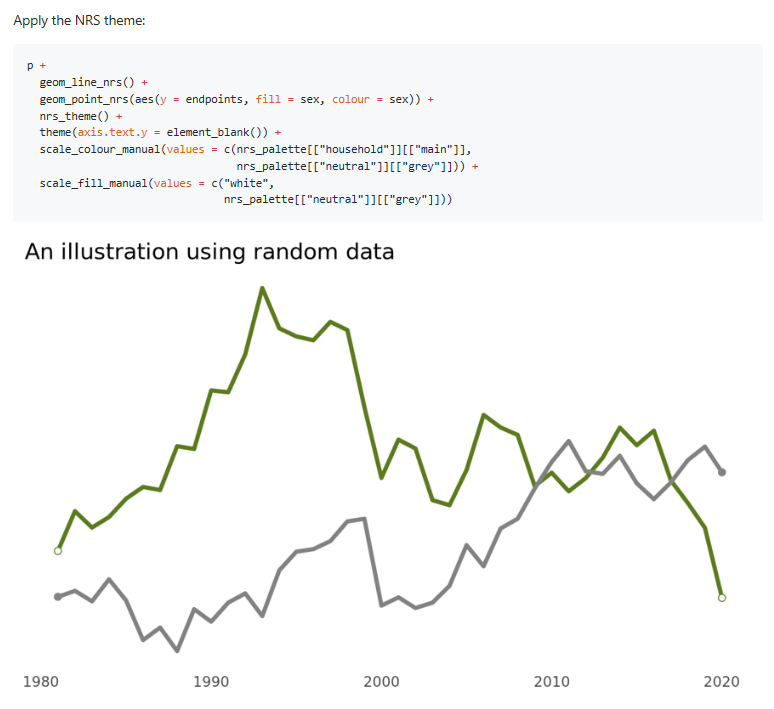 Apply the NRS theme:
p +
  geom_line_nrs() +
  geom_point_nrs(aes(y = endpoints, fill = sex, colour = sex)) +
  nrs_theme() +
  theme(axis.text.y = element_blank()) +
  scale_colour_manual(values = c(nrs_palette[["household"]][["main"]],
                                 nrs_palette[["neutral"]][["grey"]])) +
  scale_fill_manual(values = c("white",
                               nrs_palette[["neutral"]][["grey"]]))
An illustration using random data
1980 1990 2000 2010 2020